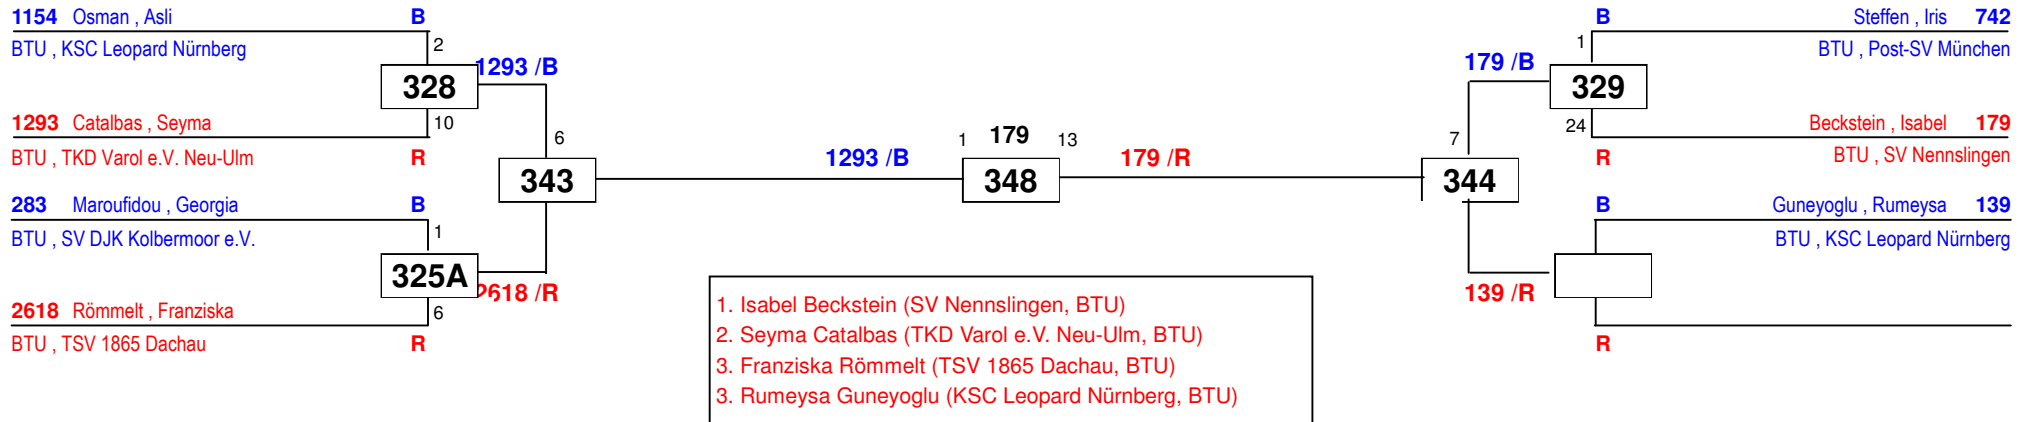 1154 Osman , Asli B
BTU , KSC Leopard Nürnberg
2
328
1293 /B
1293 Catalbas , Seyma
10
BTU , TKD Varol e.V. Neu-Ulm R
6
343
283 Maroufidou , Georgia B
BTU , SV DJK Kolbermoor e.V.
1
325A
2618 /R
2618 Römmelt , Franziska
6
BTU , TSV 1865 Dachau R
1293 /B
1 179 13
348
179 /R
B Steffen , Iris 742
1
BTU , Post-SV München
179 /B
329
24
Beckstein , Isabel 179
R BTU , SV Nennslingen
7
344
B Guneyoglu , Rumeysa 139
BTU , KSC Leopard Nürnberg
139 /R
R
1. Isabel Beckstein (SV Nennslingen, BTU)
2. Seyma Catalbas (TKD Varol e.V. Neu-Ulm, BTU)
3. Franziska Römmelt (TSV 1865 Dachau, BTU)
3. Rumeysa Guneyoglu (KSC Leopard Nürnberg, BTU)